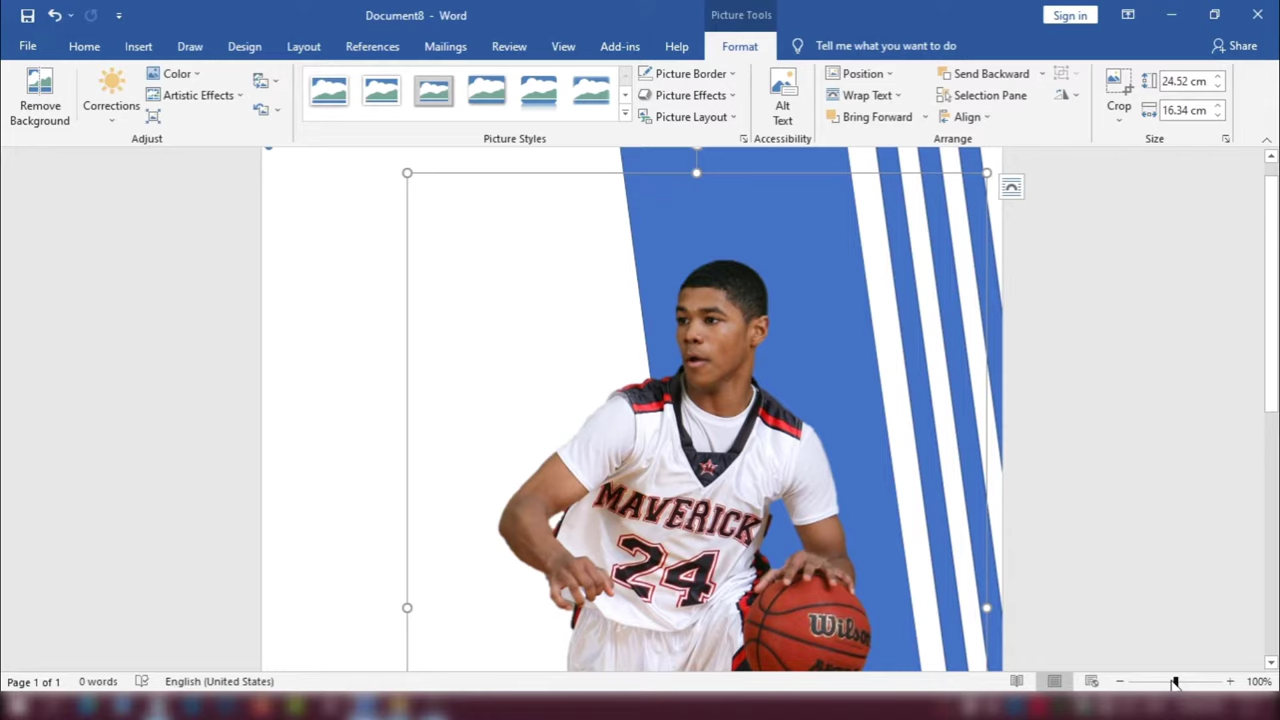 Document8 - Word
Picture Tools
Sign in
File Home Insert Draw Design Layout References Mailings Review View Add-ins Help Format Tell me what you want to do Share
Remove Background
Corrections
Color
Artistic Effects
Adjust
Picture Styles
Picture Border
Picture Effects
Picture Layout
Alt Text
Accessibility
Position
Wrap Text
Bring Forward
Send Backward
Selection Pane
Align
Arrange
Crop
24.52 cm
16.34 cm
Size
MAVERICK
24
Wilson
Page 1 of 1 0 words English (United States) 100%